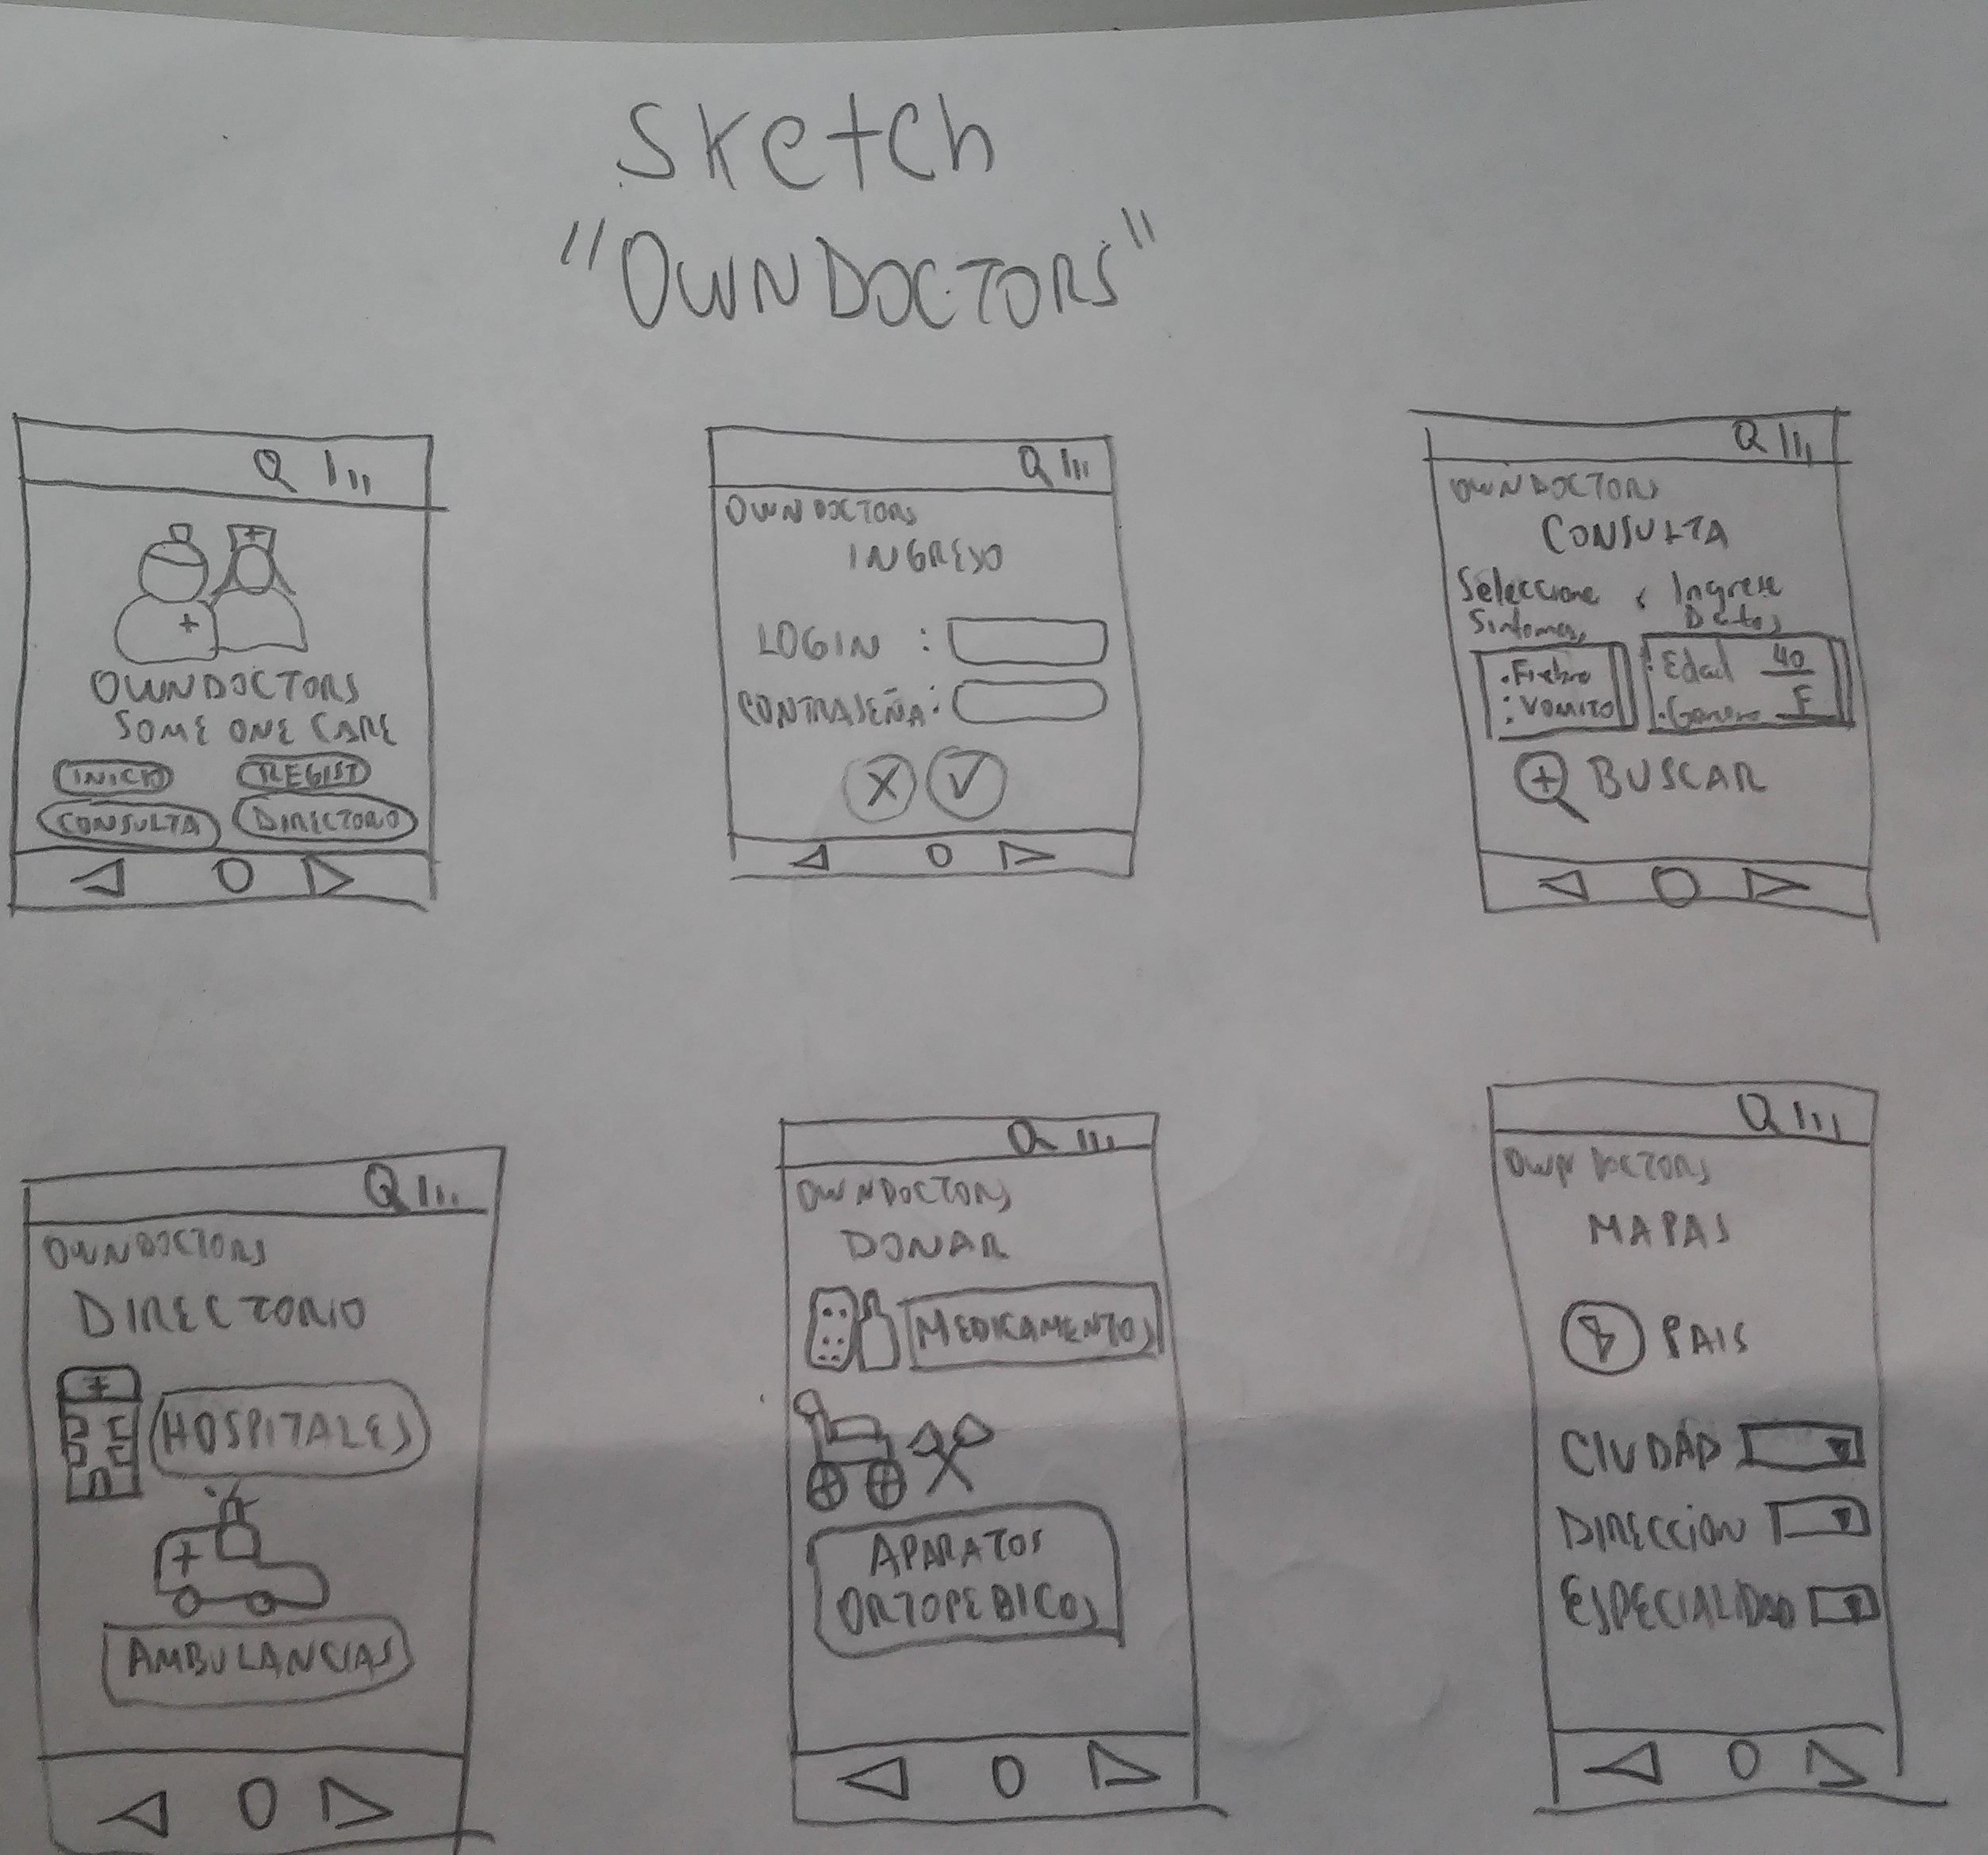 Sketch
"OWNDOCTORS"
OWNDOCTORS
SOME ONE CARE
INICIO
REGIST
CONSULTA
DIRECTORIO
OWNDOCTORS
INGRESO
LOGIN :
CONTRASEÑA:
OWNDOCTORS
CONSULTA
Seleccione
Sintomas
Ingrese
Datos
.Fiebre
:VOMITO
:Edad 40
.Genero F
BUSCAR
OWNDOCTORS
DIRECTORIO
HOSPITALES
AMBULANCIAS
OWNDOCTORS
DONAR
MEDICAMENTOS
APARATOS
ORTOPEDICOS
OWN DOCTORS
MAPAS
PAIS
CIUDAD
DIRECCION
ESPECIALIDAD